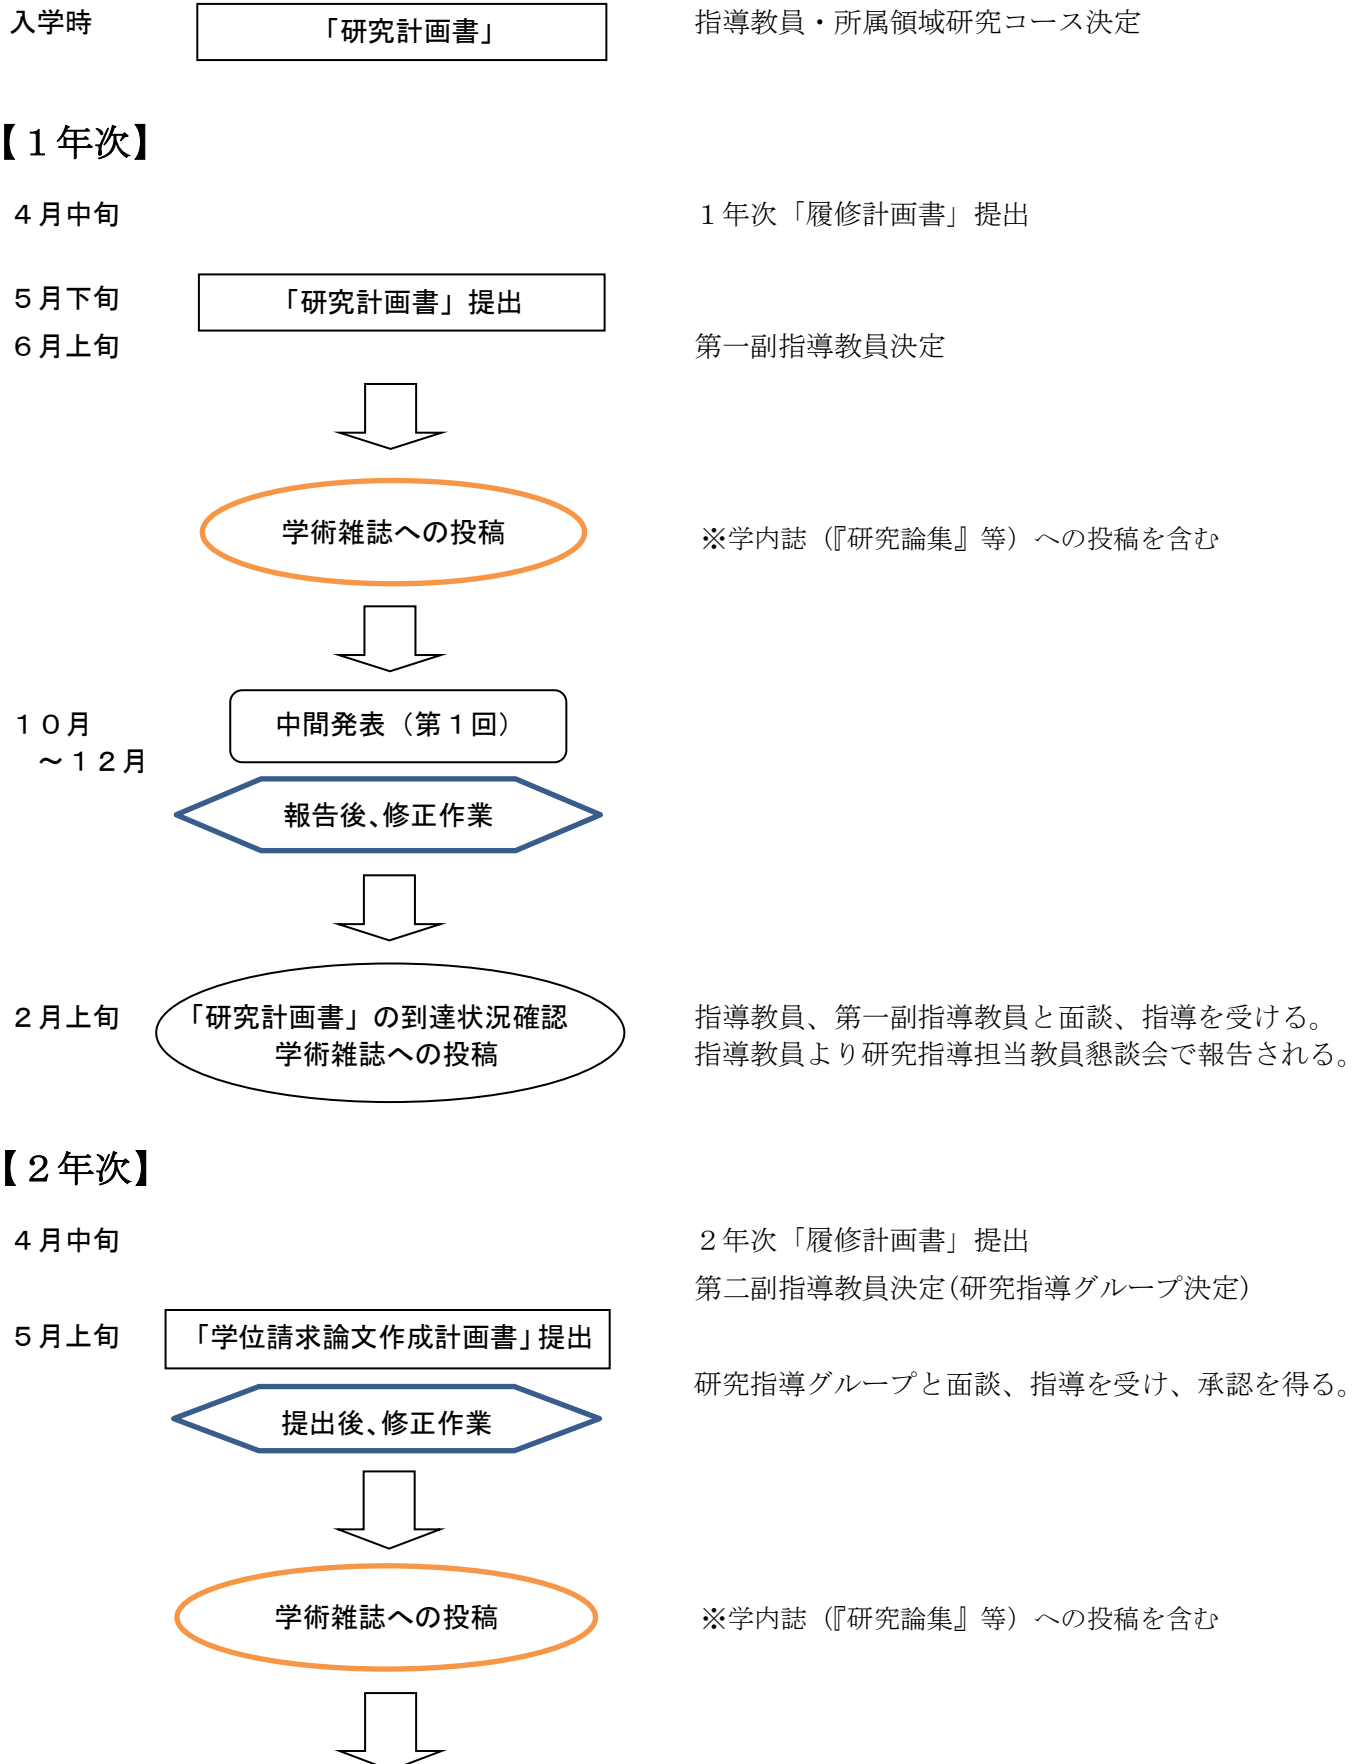 入学時
「研究計画書」
指導教員・所属領域研究コース決定
【１年次】
４月中旬
１年次「履修計画書」提出
５月下旬
「研究計画書」提出
６月上旬
第一副指導教員決定
学術雑誌への投稿
※学内誌（『研究論集』等）への投稿を含む
１０月
～１２月
中間発表（第１回）
報告後、修正作業
２月上旬
「研究計画書」の到達状況確認
学術雑誌への投稿
指導教員、第一副指導教員と面談、指導を受ける。
指導教員より研究指導担当教員懇談会で報告される。
【２年次】
４月中旬
２年次「履修計画書」提出
第二副指導教員決定(研究指導グループ決定)
５月上旬
「学位請求論文作成計画書」提出
研究指導グループと面談、指導を受け、承認を得る。
提出後、修正作業
学術雑誌への投稿
※学内誌（『研究論集』等）への投稿を含む